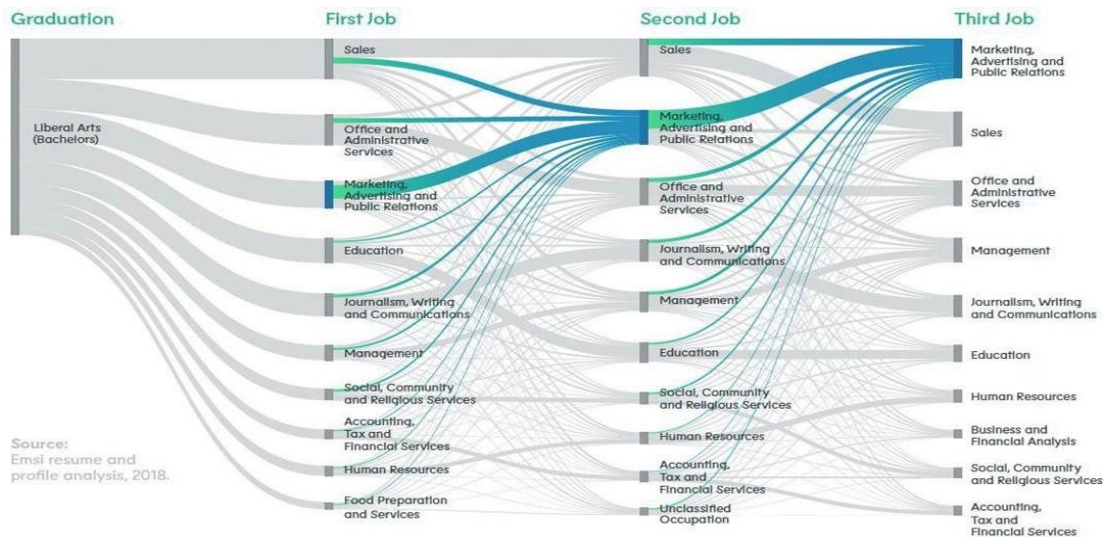 Graduation
First Job
Second Job
Third Job
Liberal Arts
(Bachelors)
Sales
Office and
Administrative
Services
Marketing,
Advertising and
Public Relations
Education
Journalism, Writing
and Communications
Management
Social, Community
and Religious Services
Accounting,
Tax and
Financial Services
Human Resources
Food Preparation
and Services
Sales
Marketing,
Advertising and
Public Relations
Office and
Administrative
Services
Journalism, Writing
and Communications
Management
Education
Social, Community
and Religious Services
Human Resources
Accounting,
Tax and
Financial Services
Unclassified
Occupation
Marketing,
Advertising and
Public Relations
Sales
Office and
Administrative
Services
Management
Journalism, Writing
and Communications
Education
Human Resources
Business and
Financial Analysis
Social, Community
and Religious Services
Accounting,
Tax and
Financial Services
Source:
Emsi resume and
profile analysis, 2018.